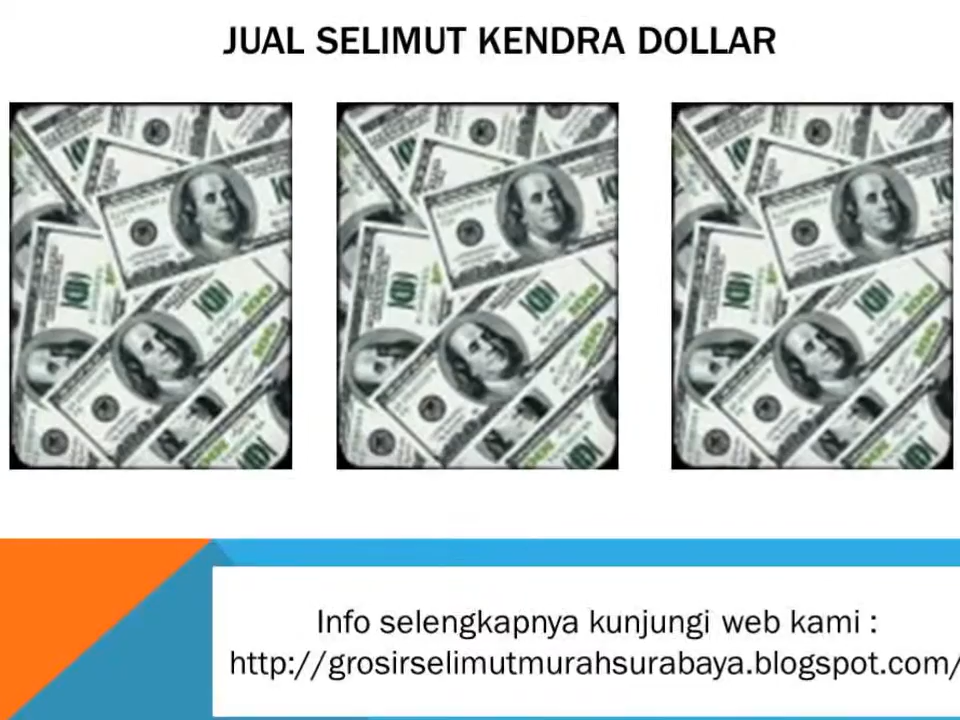 JUAL SELIMUT KENDRA DOLLAR
Info selengkapnya kunjungi web kami :
http://grosirselimutmurahsurabaya.blogspot.com/